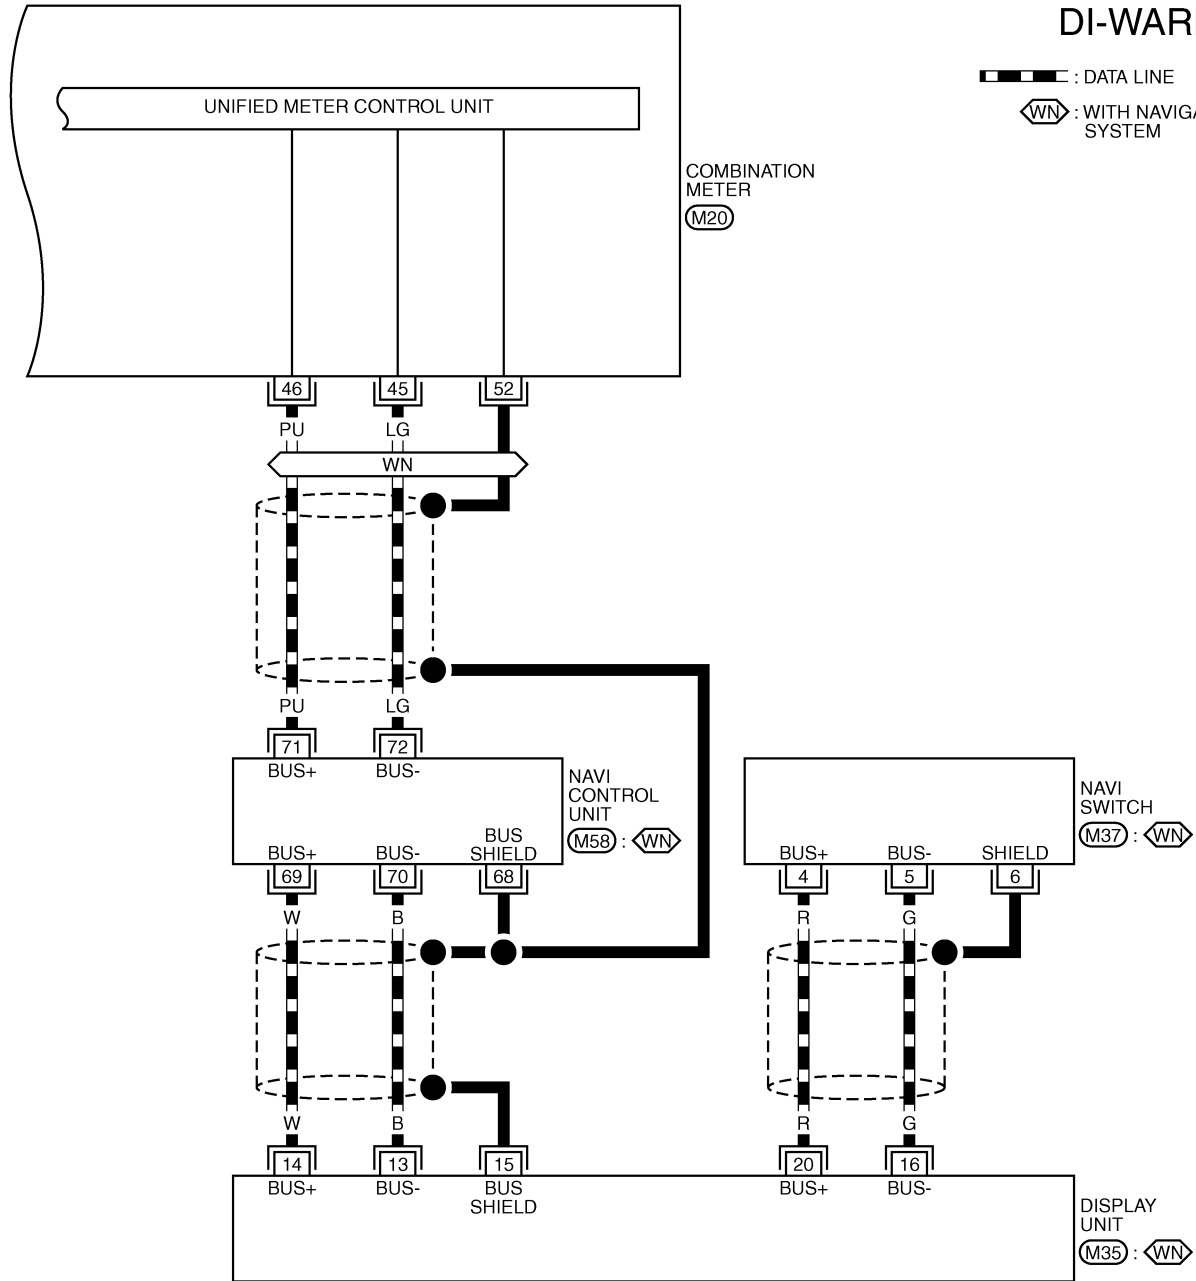 DI-WAR
: DATA LINE
WN : WITH NAVIGA
SYSTEM
UNIFIED METER CONTROL UNIT
COMBINATION
METER
M20
46 45 52
PU LG
WN
PU LG
71 72
BUS+ BUS-
NAVI
CONTROL
UNIT
M58 : WN
BUS+ BUS- BUS
SHIELD
69 70 68
W B
NAVI
SWITCH
M37 : WN
BUS+ BUS- SHIELD
4 5 6
R G
W B
R G
14 13 15
20 16
BUS+ BUS- BUS
SHIELD
BUS+ BUS-
DISPLAY
UNIT
M35 : WN